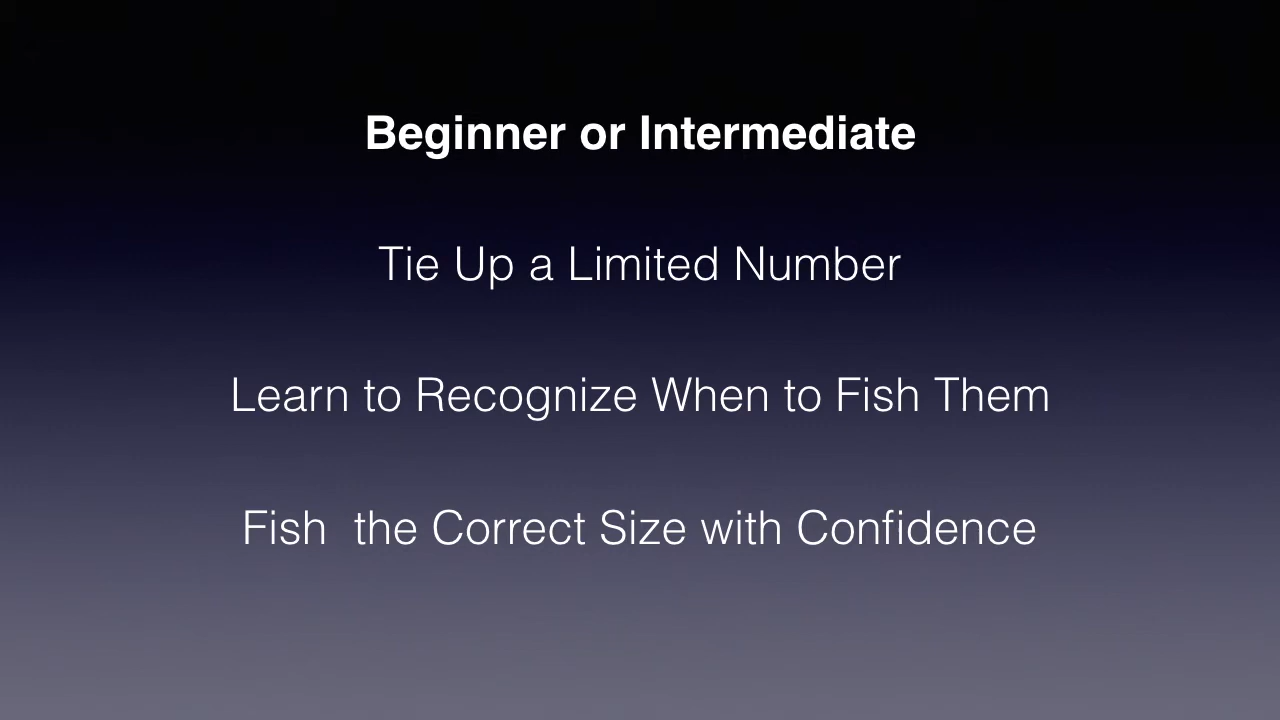 Beginner or Intermediate
Tie Up a Limited Number
Learn to Recognize When to Fish Them
Fish  the Correct Size with Confidence